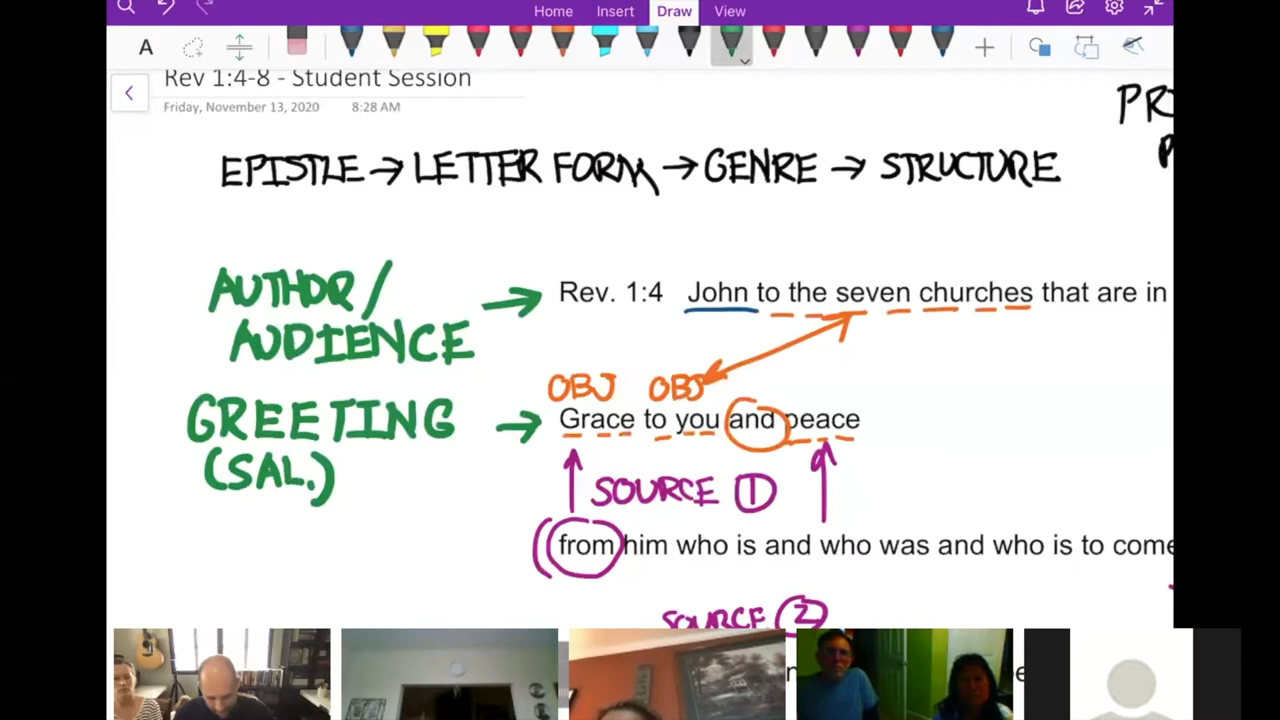 Home Insert Draw View
A
Rev 1:4-8 - Student Session
Friday, November 13, 2020 8:28 AM
EPISTLE → LETTER FORM → GENRE → STRUCTURE
AUTHOR/
AUDIENCE → Rev. 1:4 John to the seven churches that are in
OBJ OBJ
GREETING → Grace to you and peace
(SAL.)
SOURCE ①
from him who is and who was and who is to come
SOURCE ②